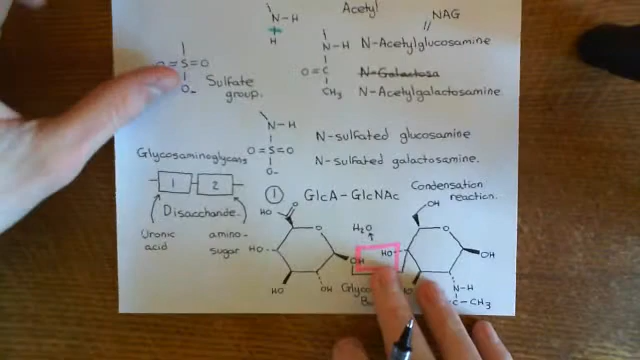 Acetyl
NAG
N-H
H
N-H
N-Acetylglucosamine
O=C
N-Galactosa
CH3
N-Acetylgalactosamine
O=S=O
O-
Sulfate
group.
N-H
O=S=O
O-
N-sulfated glucosamine
N-sulfated galactosamine.
Glycosaminoglycans
1 2
Disaccharide.
Uronic
acid
amino-
sugar
1 GlcA-GlcNAc
Condensation
reaction.
H2O
HO
O
O
HO
OH
HO
OH
OH
O
HO
OH
HO
N-H
C-CH3